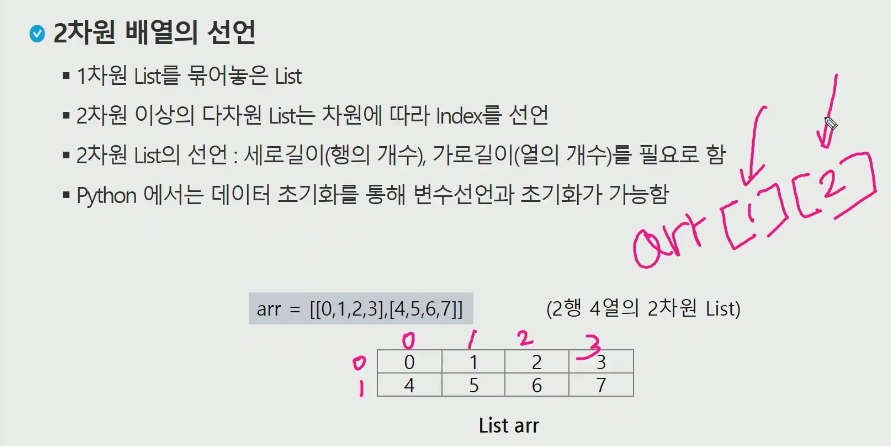 2차원 배열의 선언
▪ 1차원 List를 묶어놓은 List
▪ 2차원 이상의 다차원 List는 차원에 따라 Index를 선언
▪ 2차원 List의 선언 : 세로길이(행의 개수), 가로길이(열의 개수)를 필요로 함
▪ Python 에서는 데이터 초기화를 통해 변수선언과 초기화가 가능함
arr[1][2]
arr = [[0,1,2,3],[4,5,6,7]] (2행 4열의 2차원 List)
0 1 2 3
0 0 1 2 3
1 4 5 6 7
List arr